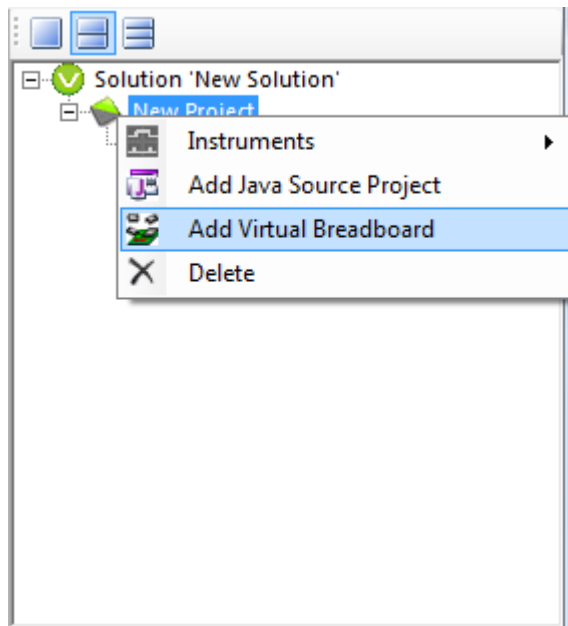 Solution 'New Solution'
New Project
Instruments
Add Java Source Project
Add Virtual Breadboard
Delete